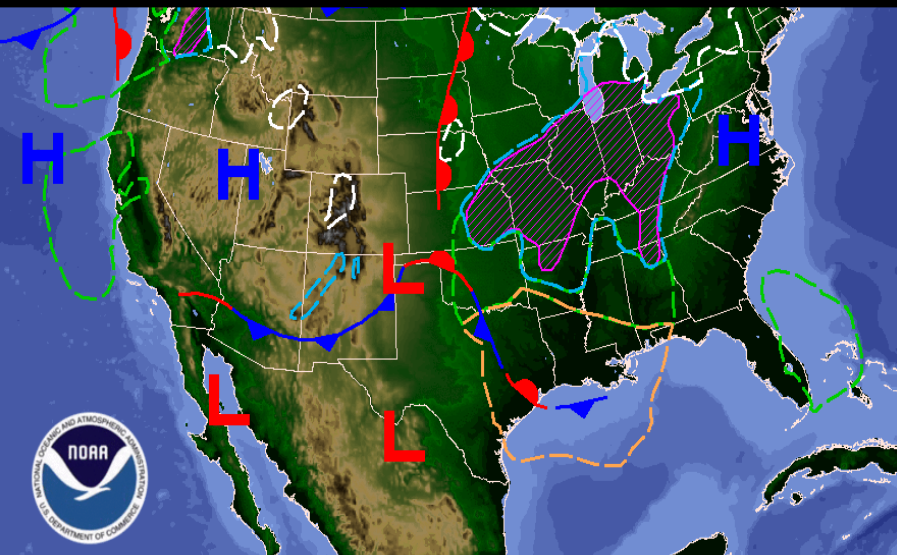 H
H
H
L
L
L
NOAA
NATIONAL OCEANIC AND ATMOSPHERIC ADMINISTRATION
U.S. DEPARTMENT OF COMMERCE